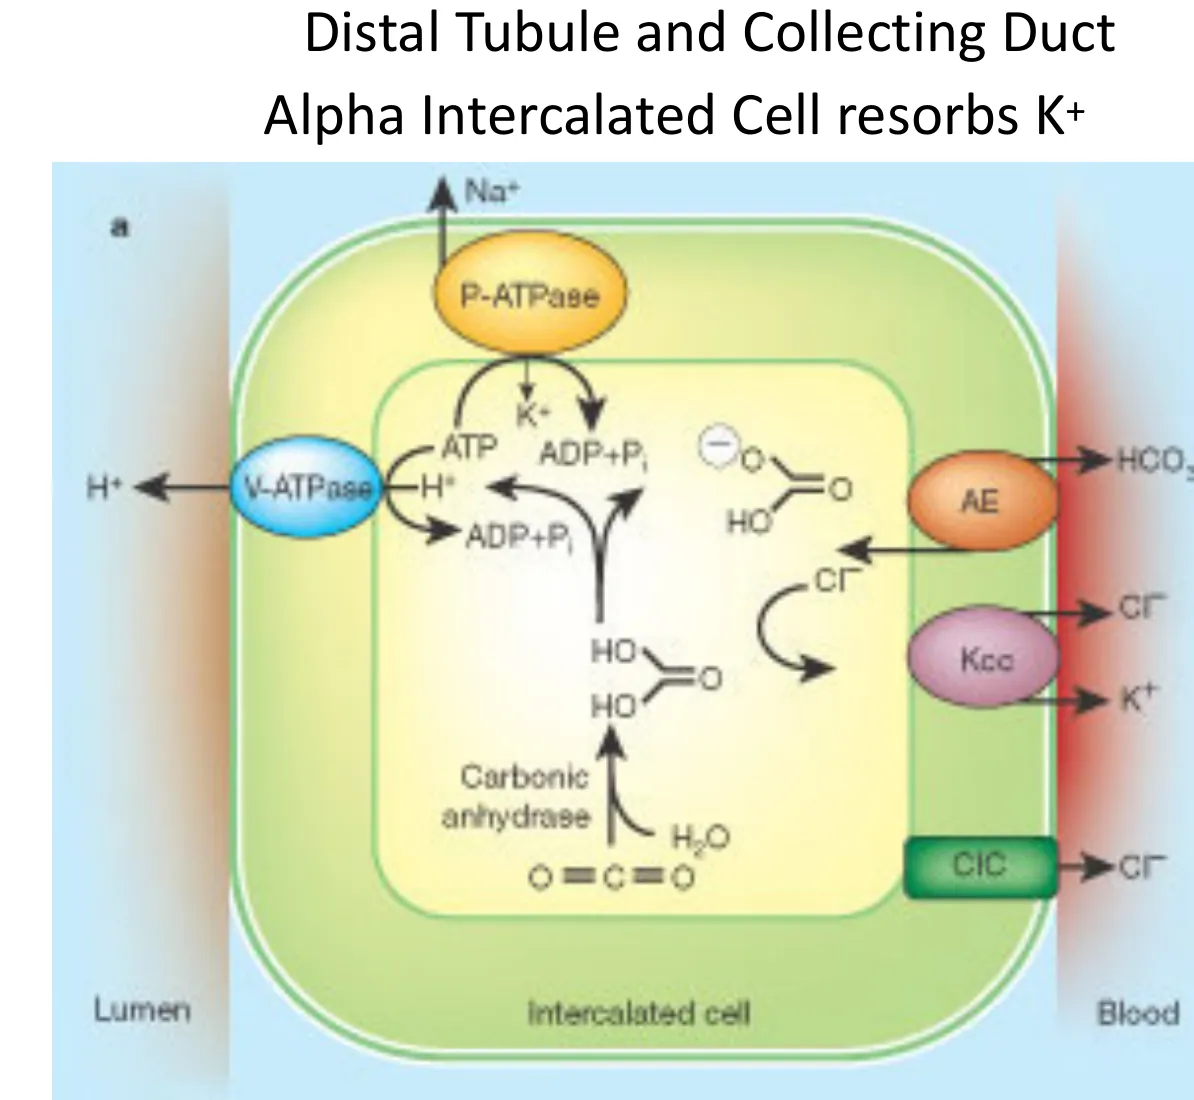 Distal Tubule and Collecting Duct
Alpha Intercalated Cell resorbs K+
a
Na+
P-ATPase
K+
ATP
ADP+Pi
H+
V-ATPase
H+
ADP+Pi
−
O
O
HO
AE
HCO3
Cl−
Cl−
Kcc
K+
HO
O
HO
Carbonic
anhydrase
H2O
O≡C≡O
ClC
Cl−
Lumen
Intercalated cell
Blood